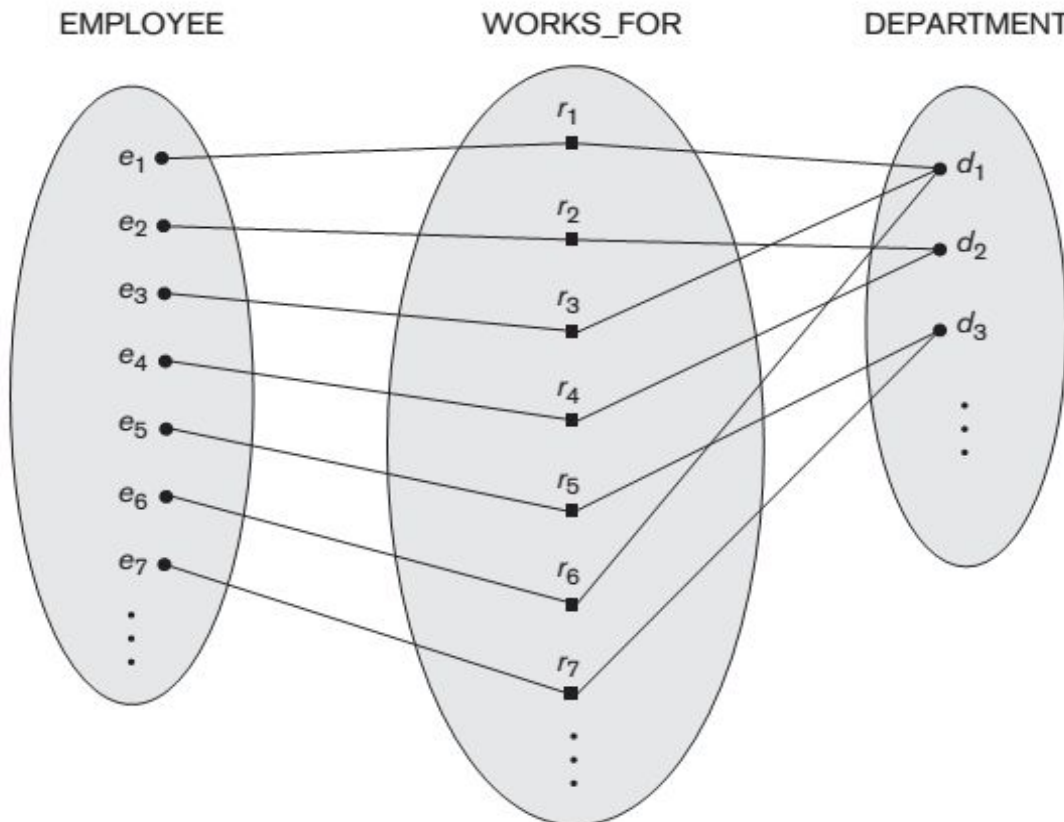 EMPLOYEE WORKS_FOR DEPARTMENT
e1 r1 d1
e2 r2 d2
e3 r3 d3
e4 r4
e5 r5
e6 r6
e7 r7